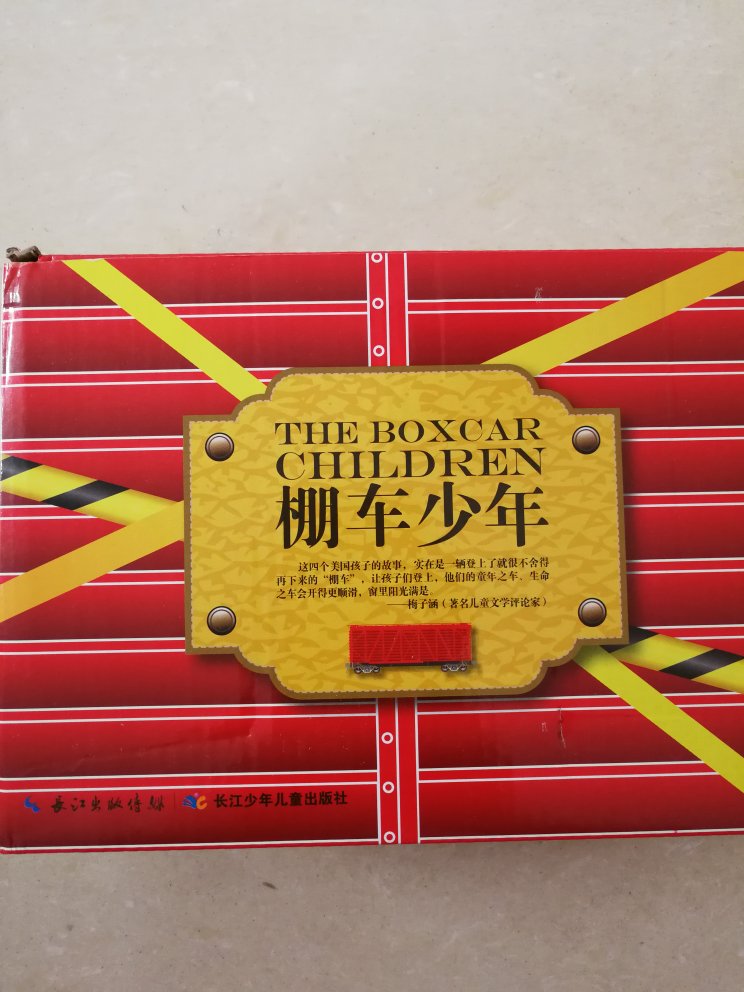 THE BOXCAR
CHILDREN
棚车少年
这四个美国孩子的故事，实在是一辆登上了就很不舍得
再下来的“棚车”，让孩子们登上，他们的童年之车、生命
之车会开得更顺滑，窗里阳光满是。
——梅子涵（著名儿童文学评论家）
长江出版传媒 长江少年儿童出版社